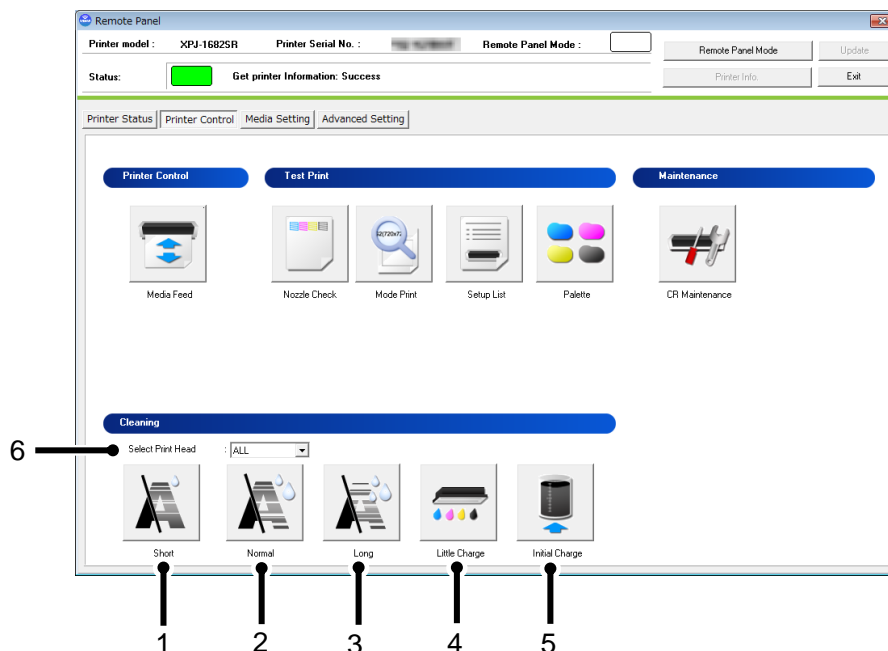 Remote Panel
Printer model : XPJ-1682SR Printer Serial No. : Remote Panel Mode :
Remote Panel Mode Update
Status: Get printer Information: Success
Printer Info. Exit
Printer Status Printer Control Media Setting Advanced Setting
Printer Control Test Print Maintenance
Media Feed Nozzle Check Mode Print Setup List Palette CR Maintenance
Cleaning
6 Select Print Head : ALL
Short Normal Long Little Charge Initial Charge
1 2 3 4 5